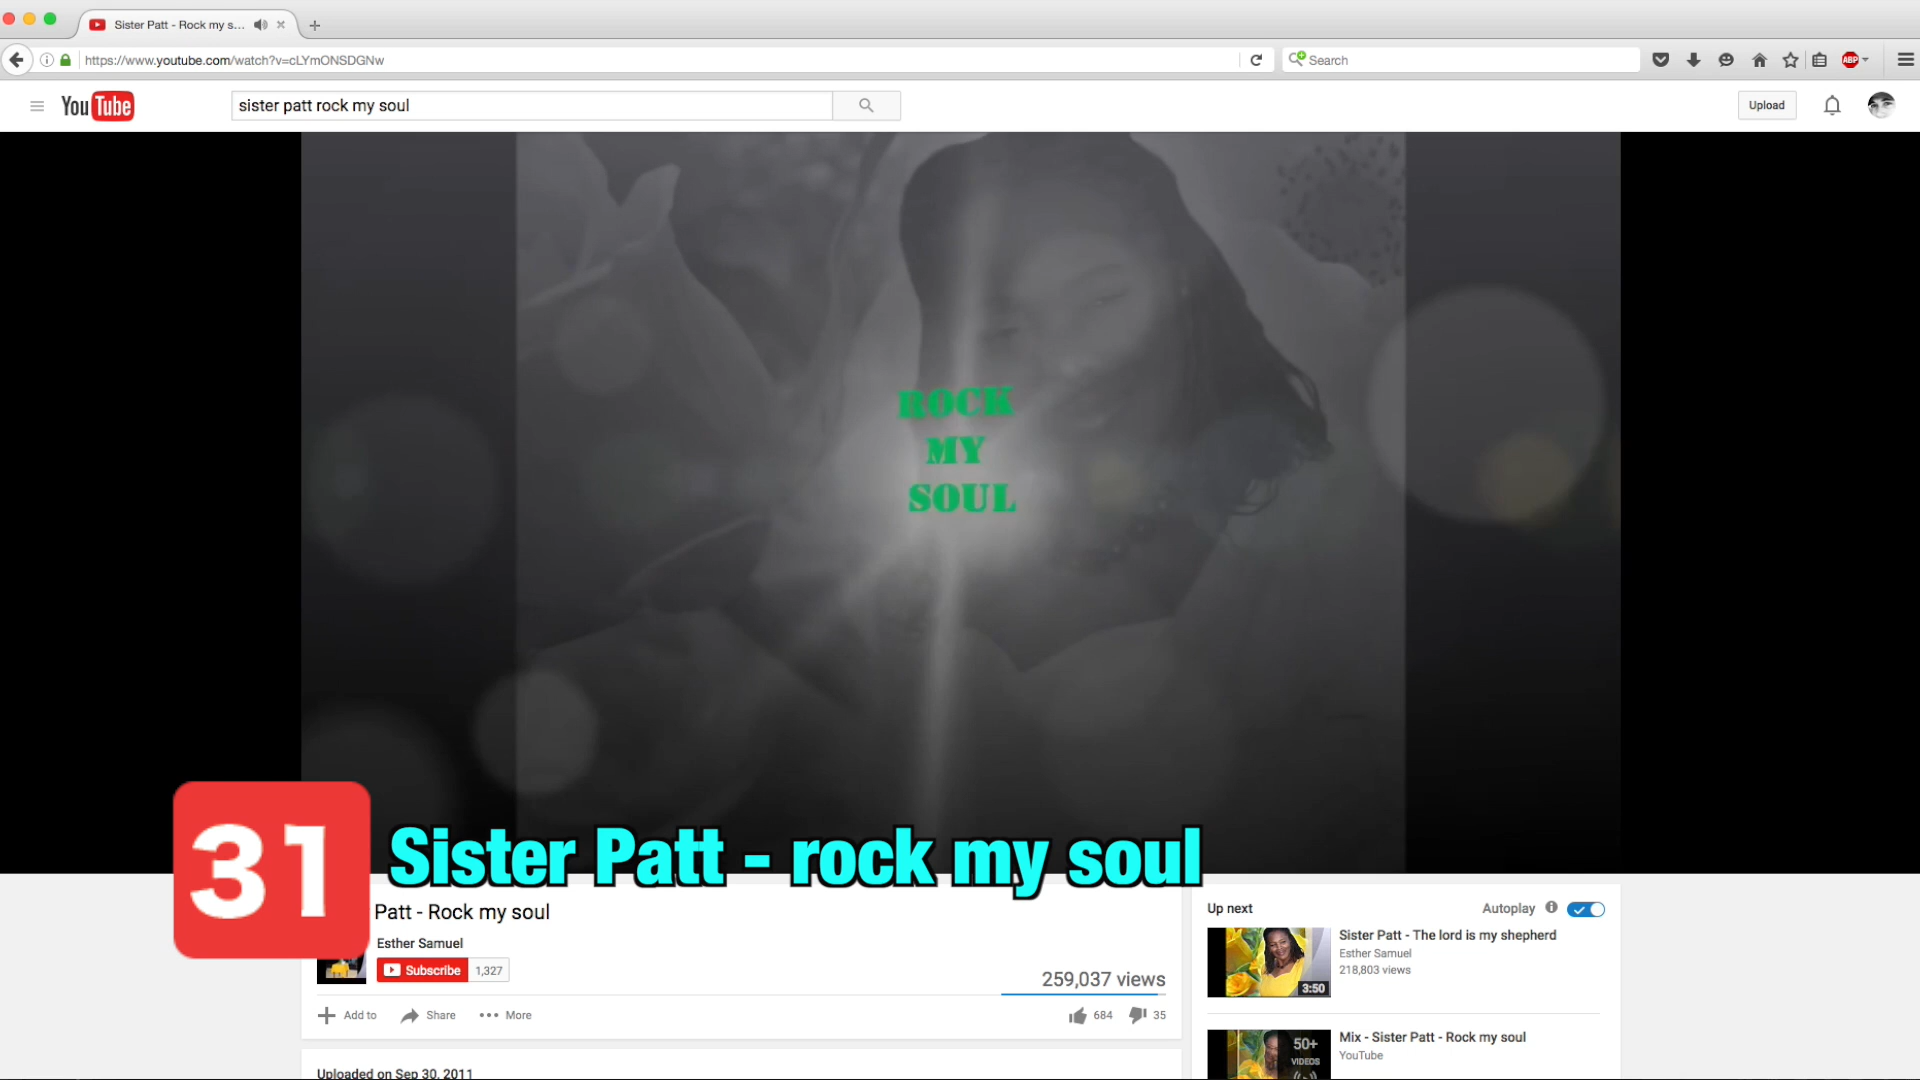 Sister Patt - Rock my s...
https://www.youtube.com/watch?v=cLYmONSDGNw
Search
ABP
YouTube
sister patt rock my soul
Upload
ROCK
MY
SOUL
31
Sister Patt - rock my soul
Patt - Rock my soul
Esther Samuel
Subscribe 1,327
259,037 views
Add to Share More
684 35
Uploaded on Sep 30, 2011
Up next
Autoplay
Sister Patt - The lord is my shepherd
Esther Samuel
218,803 views
3:50
Mix - Sister Patt - Rock my soul
YouTube
50+
VIDEOS